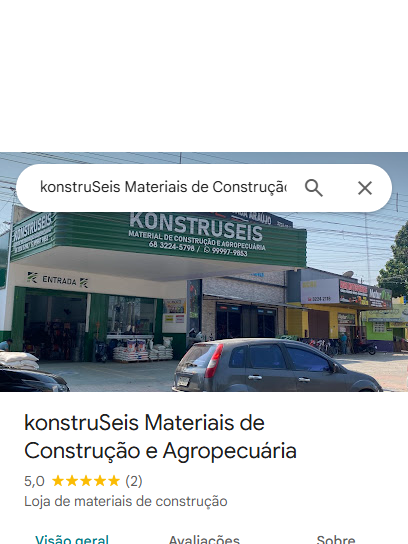 konstruSeis Materiais de Construçã
KONSTRUSEIS
MATERIAL DE CONSTRUÇÃO E AGROPECUÁRIA
68 3224-5798 / 99997-9853
ENTRADA
konstruSeis Materiais de
Construção e Agropecuária
5,0 (2)
Loja de materiais de construção
Visão geral Avaliações Sobre